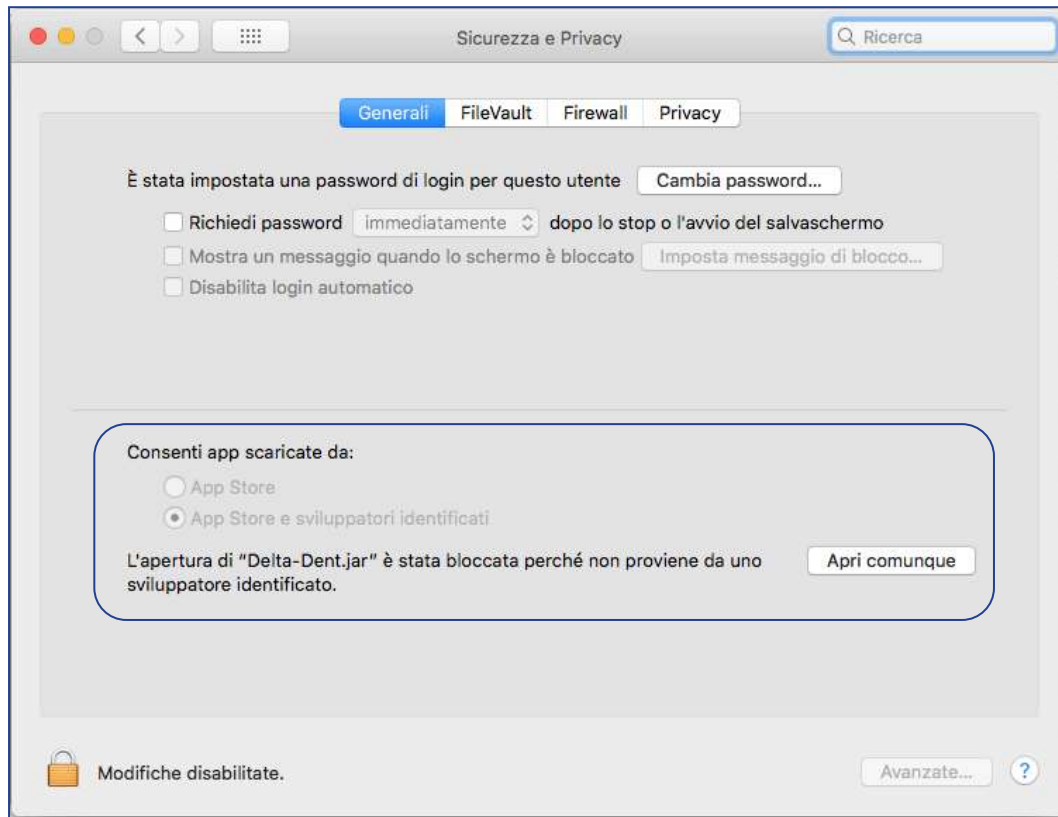 Sicurezza e Privacy
Ricerca
Generali FileVault Firewall Privacy
È stata impostata una password di login per questo utente Cambia password...
Richiedi password immediatamente dopo lo stop o l'avvio del salvaschermo
Mostra un messaggio quando lo schermo è bloccato Imposta messaggio di blocco...
Disabilita login automatico
Consenti app scaricate da:
App Store
App Store e sviluppatori identificati
L'apertura di “Delta-Dent.jar” è stata bloccata perché non proviene da uno Apri comunque
sviluppatore identificato.
Modifiche disabilitate.
Avanzate... ?